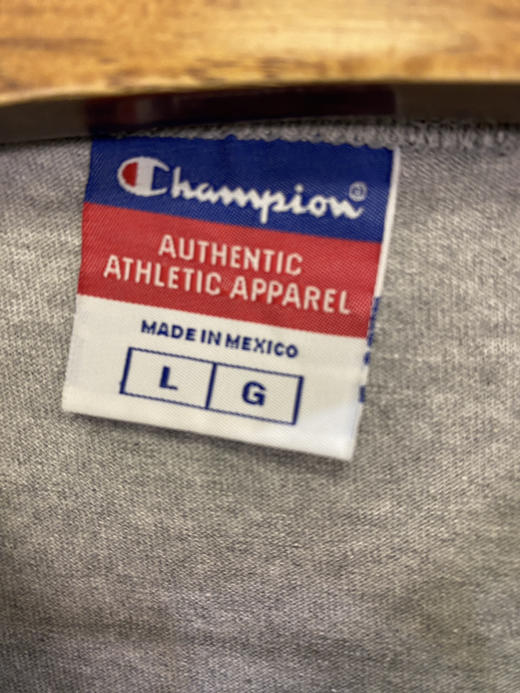 Champion®
AUTHENTIC
ATHLETIC APPAREL
MADE IN MEXICO
L G